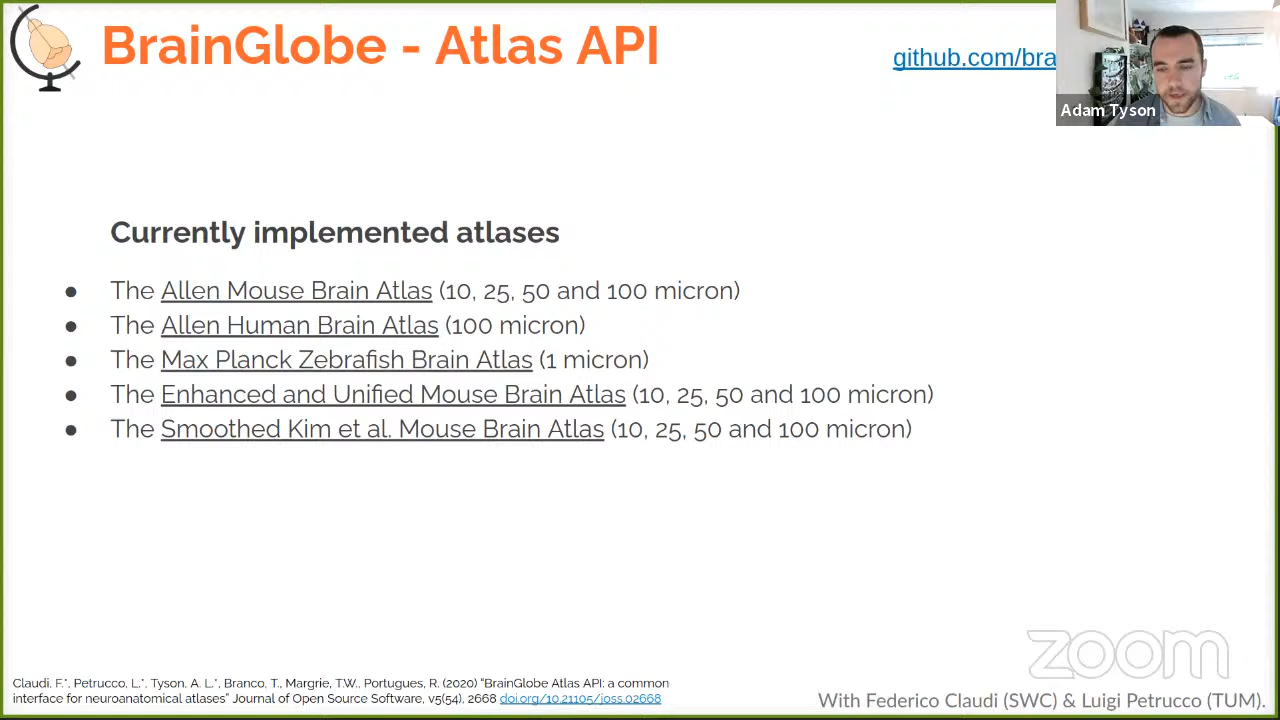 BrainGlobe - Atlas API
github.com/bra
Adam Tyson
Currently implemented atlases
● The Allen Mouse Brain Atlas (10, 25, 50 and 100 micron)
● The Allen Human Brain Atlas (100 micron)
● The Max Planck Zebrafish Brain Atlas (1 micron)
● The Enhanced and Unified Mouse Brain Atlas (10, 25, 50 and 100 micron)
● The Smoothed Kim et al. Mouse Brain Atlas (10, 25, 50 and 100 micron)
zoom
Claudi, F.*, Petrucco, L.*, Tyson, A. L.*, Branco, T., Margrie, T.W., Portugues, R. (2020) "BrainGlobe Atlas API: a common
interface for neuroanatomical atlases" Journal of Open Source Software, v5(54), 2668 doi.org/10.21105/joss.02668
With Federico Claudi (SWC) & Luigi Petrucco (TUM).